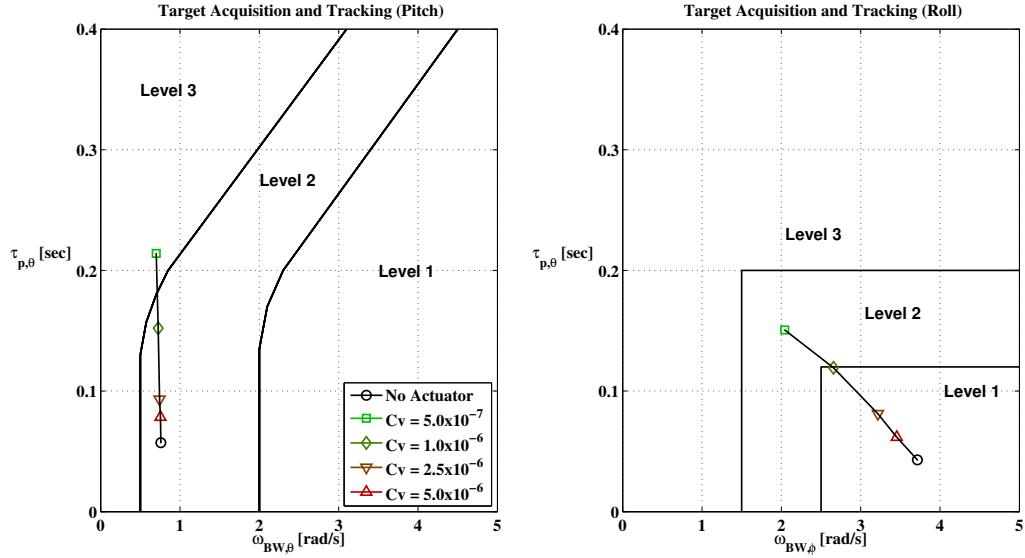 Target Acquisition and Tracking (Pitch)
0.4
0.3
0.2
0.1
0
τp,θ [sec]
Level 3
Level 2
Level 1
No Actuator
Cv = 5.0x10⁻⁷
Cv = 1.0x10⁻⁶
Cv = 2.5x10⁻⁶
Cv = 5.0x10⁻⁶
0 1 2 3 4 5
ωBW,θ [rad/s]
Target Acquisition and Tracking (Roll)
0.4
0.3
0.2
0.1
0
τp,θ [sec]
Level 3
Level 2
Level 1
0 1 2 3 4 5
ωBW,ϕ [rad/s]